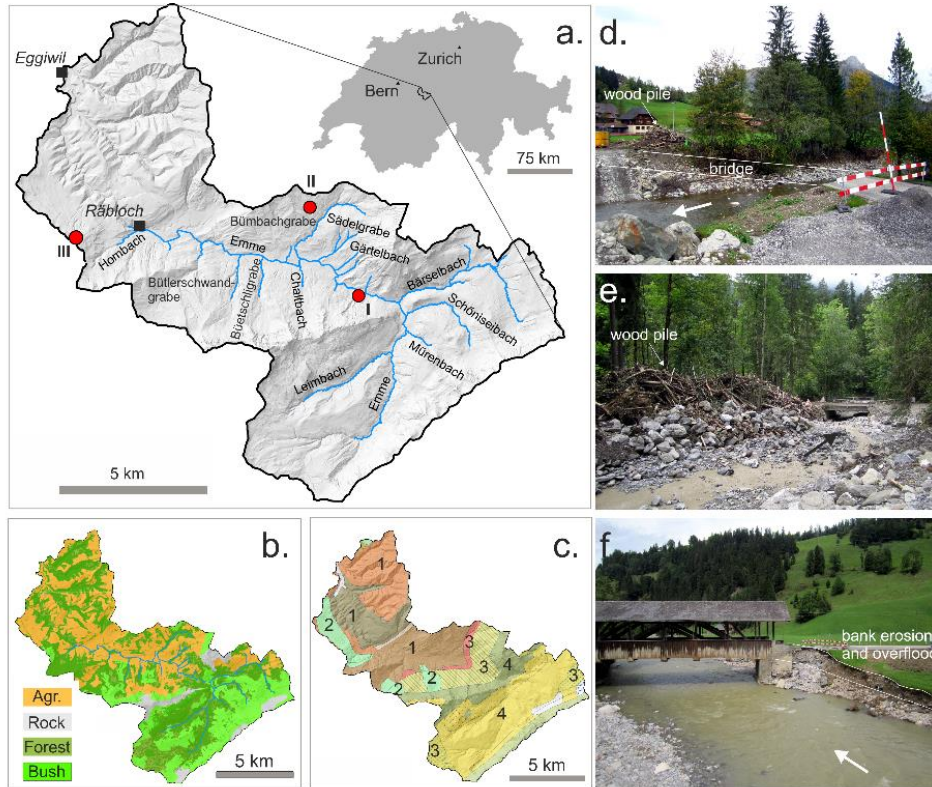 a.
Eggiwil
Zurich
Bern
75 km
II
Räbloch
III
Bümbachgrabe
Sädelgrabe
Gärtelbach
Emme
Hombach
Bärselbach
Bütlerschwand-
grabe
Büetschligrabe
Chaltbach
I
Schöniseibach
Mürenbach
Leimbach
Emme
5 km
b.
Agr.
Rock
Forest
Bush
5 km
c.
1
1
2
1
3
3
4
2
2
3
4
3
5 km
d.
wood pile
bridge
e.
wood pile
f
bank erosion
and overflood